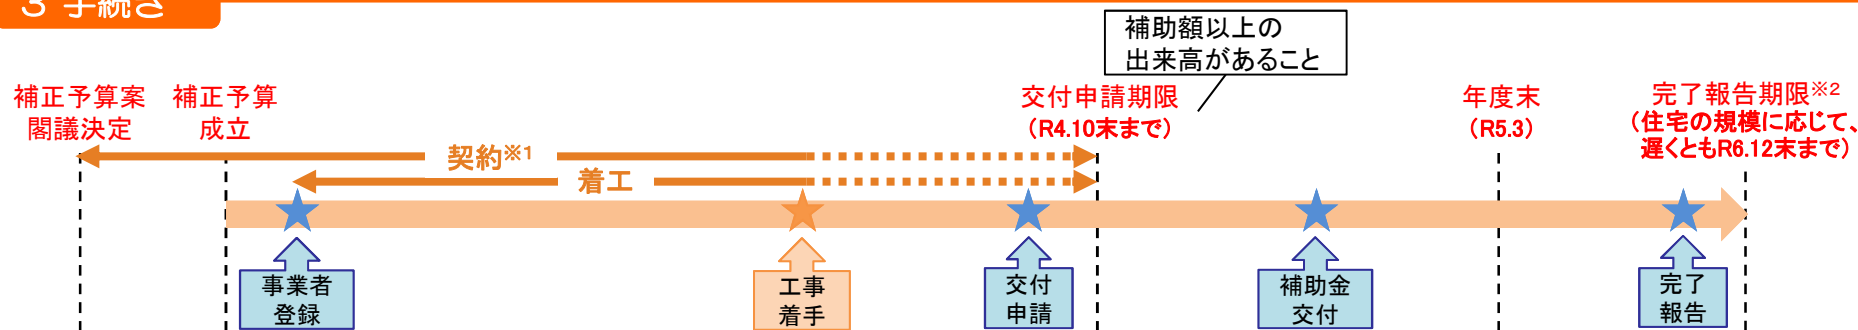 3 手続き
補助額以上の
出来高があること
補正予算案
閣議決定
補正予算
成立
交付申請期限
（R4.10末まで）
年度末
（R5.3）
完了報告期限※2
（住宅の規模に応じて、
遅くともR6.12末まで）
契約※1
着工
事業者
登録
工事
着手
交付
申請
補助金
交付
完了
報告